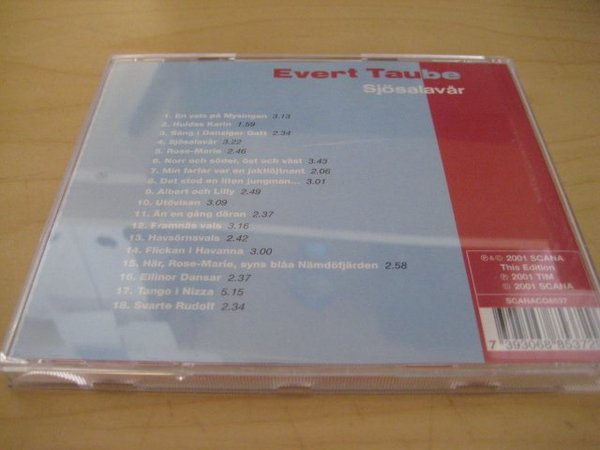 Evert Taube
Sjösalavår
1. En vals på Mysingen 3.13
2. Huldas Karin 1.59
3. Sång i Danziger Gatt 2.34
4. Sjösalavår 3.22
5. Rose-Marie 2.46
6. Norr och söder, öst och väst 3.43
7. Min farfar var en jaktlöjtnant 2.06
8. Det stod en liten jungman... 3.01
9. Albert och Lilly 2.49
10. Utövisan 3.09
11. Än en gång däran 2.37
12. Framnäs vals 3.16
13. Havsörnsvals 2.42
14. Flickan i Havanna 3.00
15. Här, Rose-Marie, syns blåa Nämdöfjärden 2.58
16. Ellinor Dansar 2.37
17. Tango i Nizza 5.15
18. Svarte Rudolf 2.34
℗&© 2001 SCANA
This Edition
℗ 2001 TIM
© 2001 SCANA
SCANACD8537
7 393068 85372